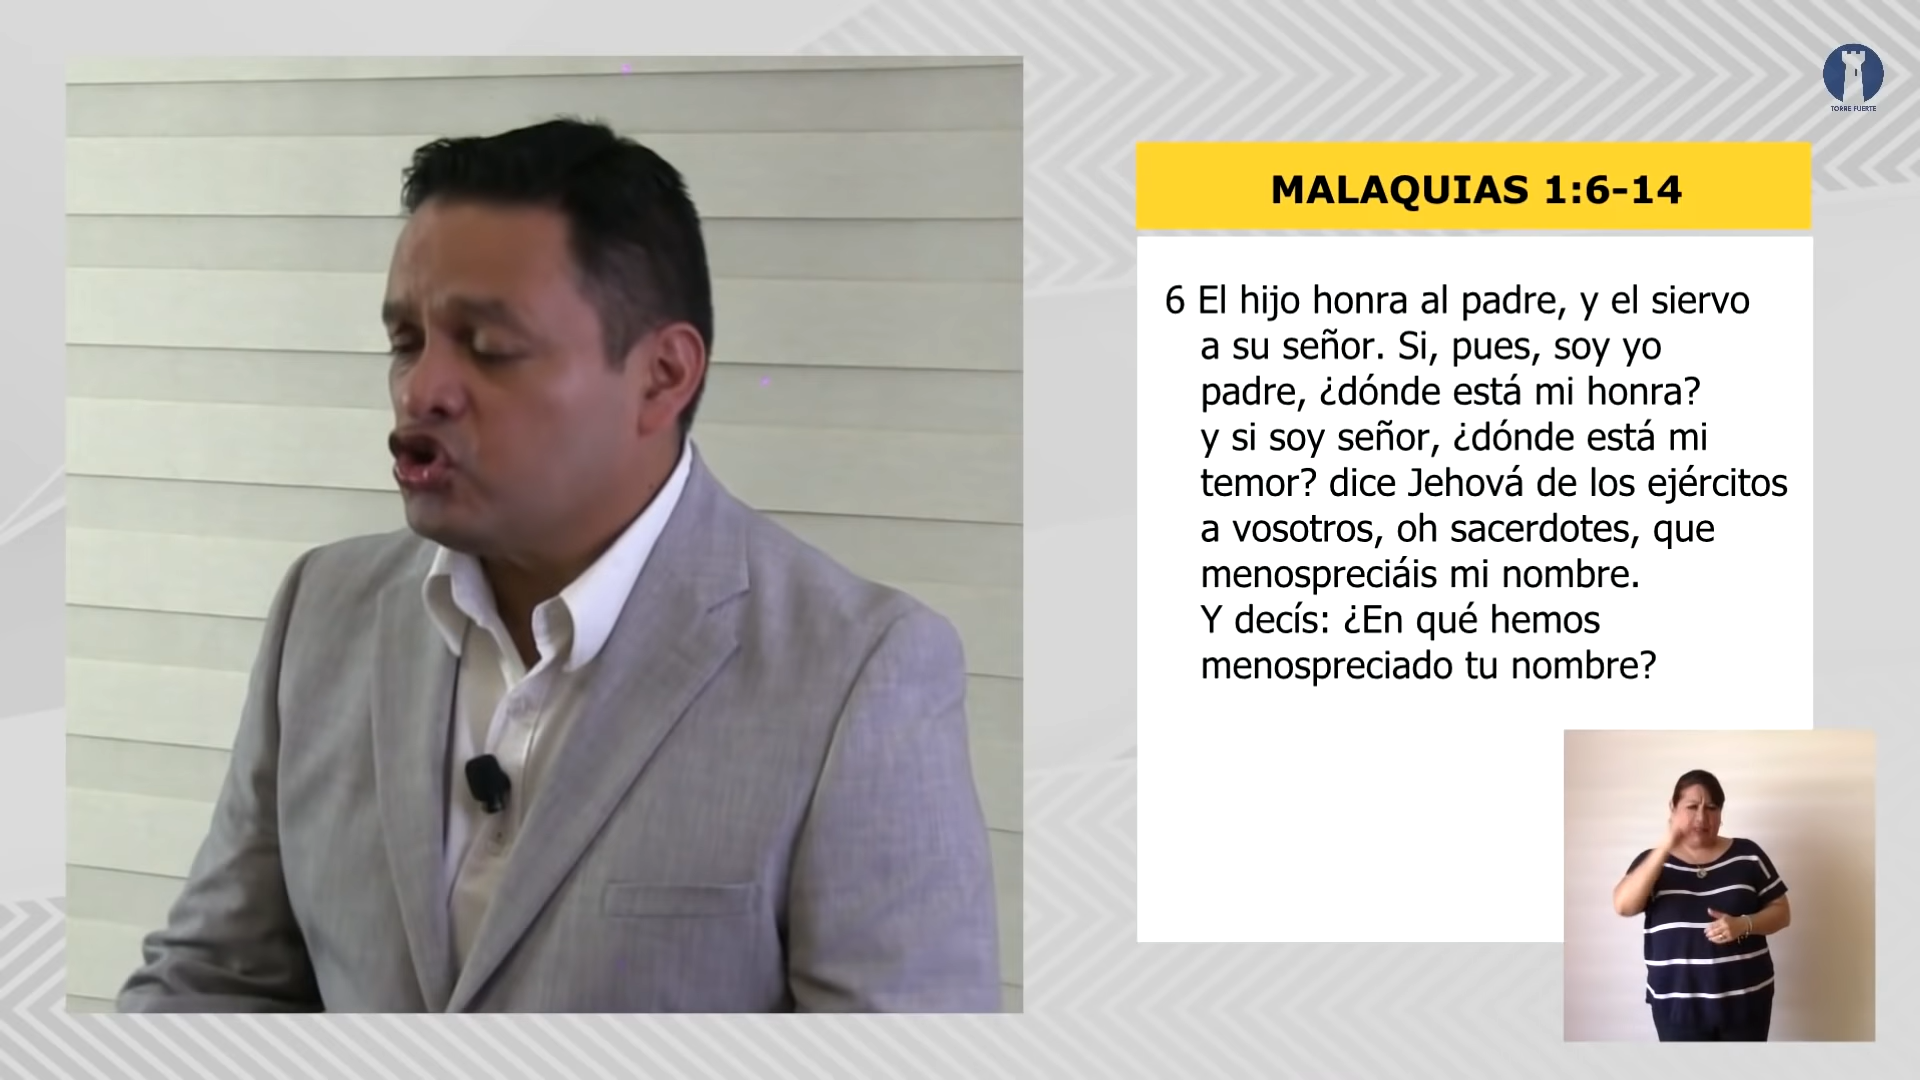 TORRE FUERTE
MALAQUIAS 1:6-14
6 El hijo honra al padre, y el siervo
a su señor. Si, pues, soy yo
padre, ¿dónde está mi honra?
y si soy señor, ¿dónde está mi
temor? dice Jehová de los ejércitos
a vosotros, oh sacerdotes, que
menospreciáis mi nombre.
Y decís: ¿En qué hemos
menospreciado tu nombre?